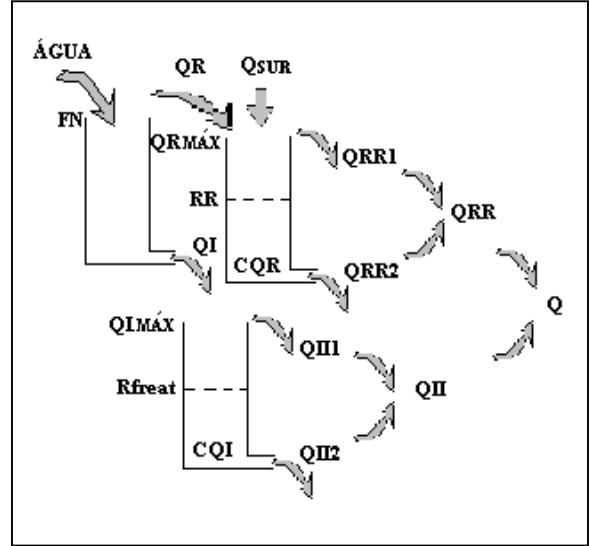 ÁGUA
QR
QSUR
FN
QRMÁX
QRR1
RR
QRR
QI
CQR
QRR2
Q
QIMÁX
QII1
Rfreat
QII
CQI
QII2